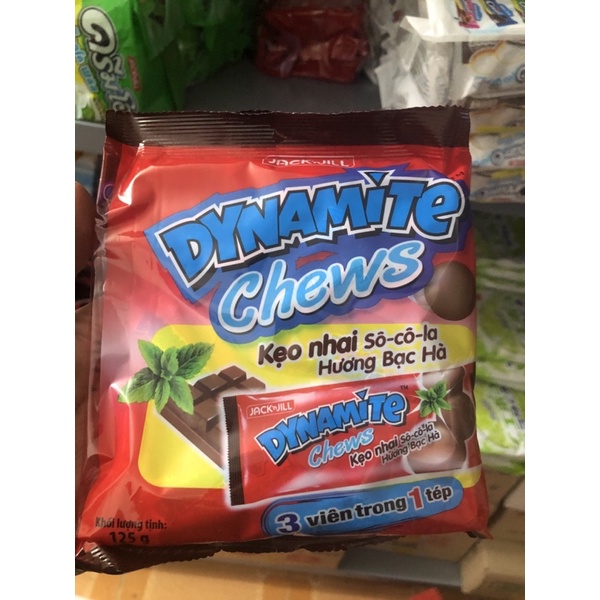 JACK 'n JILL
DYNAMiTe
Chews
Kẹo nhai Sô-cô-la
Hương Bạc Hà
JACK 'n JILL
DYNAMiTe™
Chews
Kẹo nhai Sô-cô-la
Hương Bạc Hà
3 viên trong 1 tép
Khối lượng tịnh:
125 g